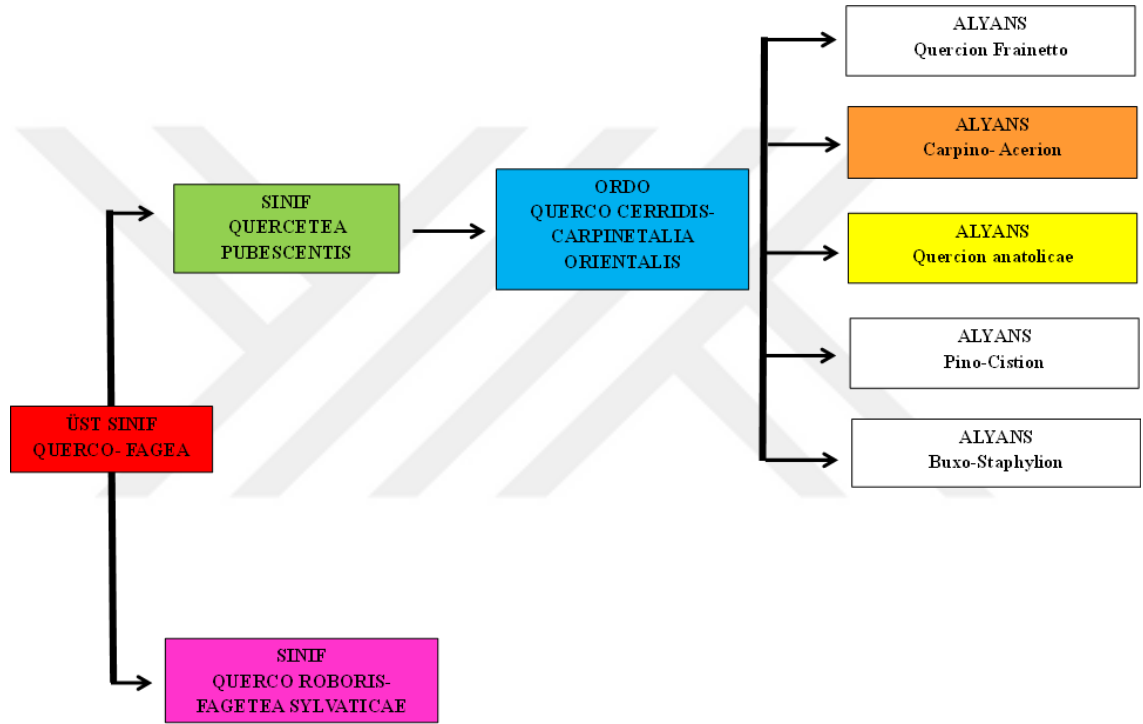 ÜST SINIF
QUERCO- FAGEA
SINIF
QUERCETEA
PUBESCENTIS
ORDO
QUERCO CERRIDIS-
CARPINETALIA
ORIENTALIS
ALYANS
Quercion Frainetto
ALYANS
Carpino- Acerion
ALYANS
Quercion anatolicae
ALYANS
Pino-Cistion
ALYANS
Buxo-Staphylion
SINIF
QUERCO ROBORIS-
FAGETEA SYLVATICAE